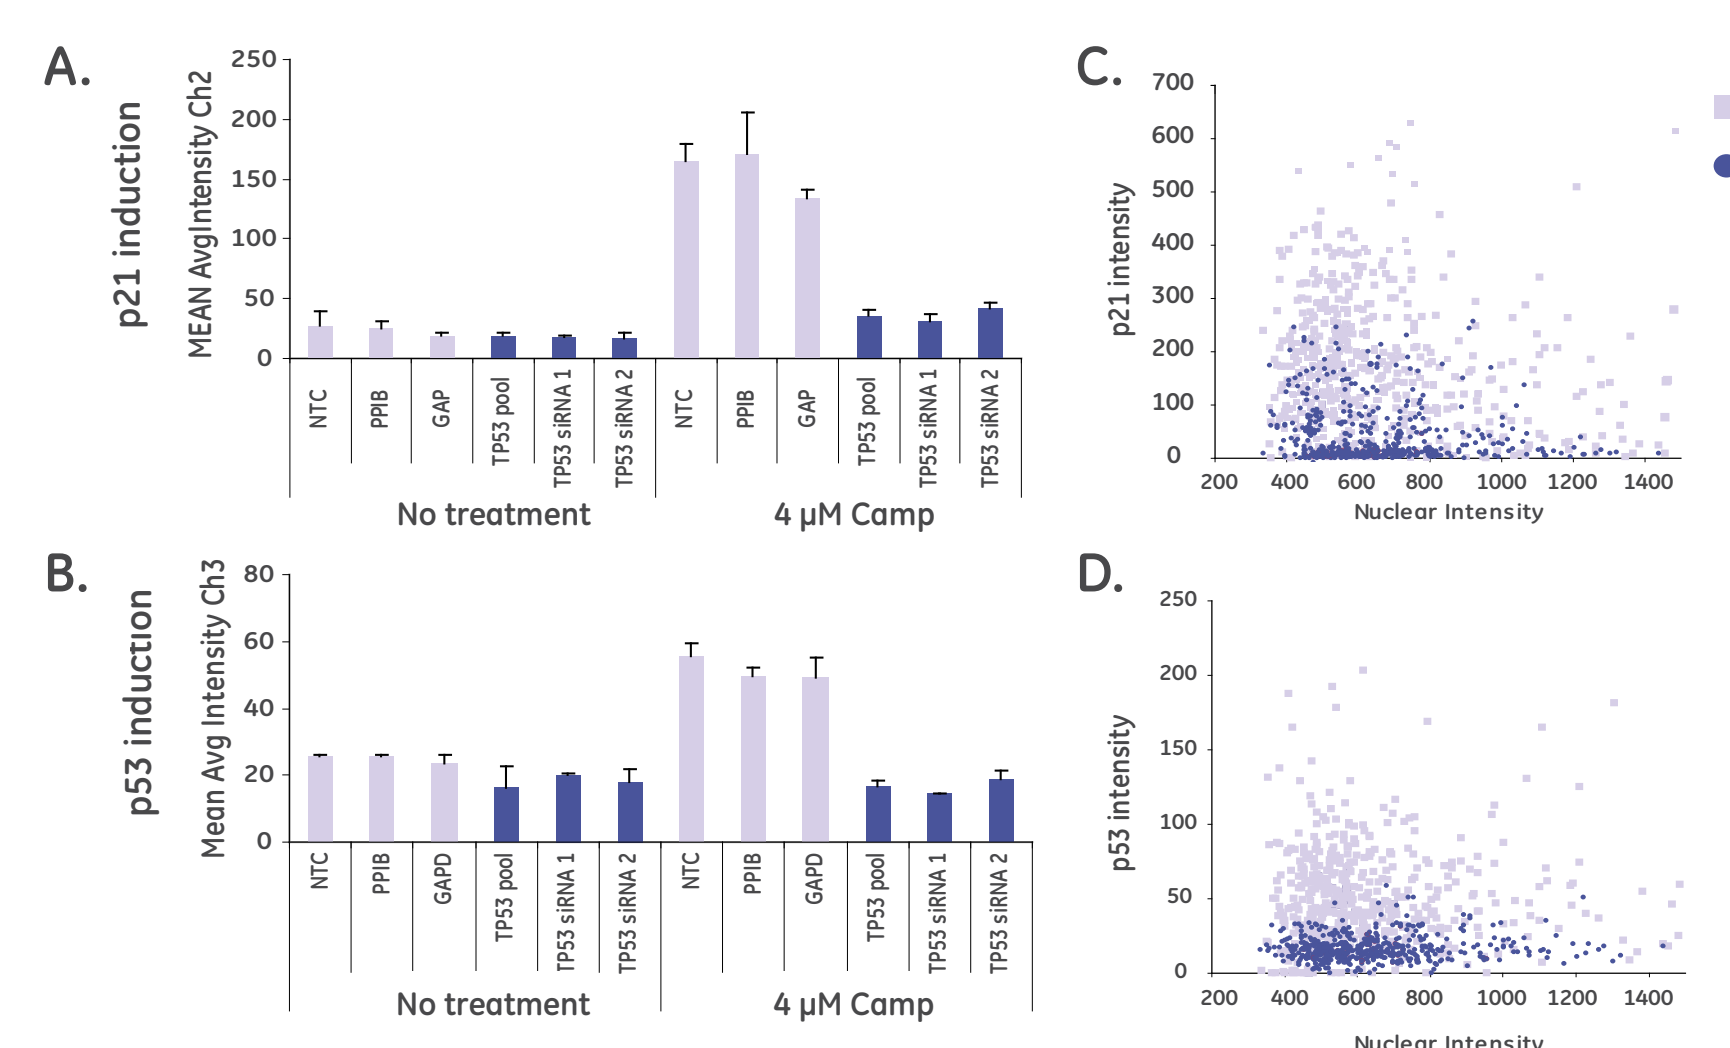 A.
p21 induction
MEAN AvgIntensity Ch2
250
200
150
100
50
0
NTC
PPIB
GAP
TP53 pool
TP53 siRNA 1
TP53 siRNA 2
NTC
PPIB
GAP
TP53 pool
TP53 siRNA 1
TP53 siRNA 2
No treatment
4 µM Camp
B.
p53 induction
Mean Avg Intensity Ch3
80
60
40
20
0
NTC
PPIB
GAPD
TP53 pool
TP53 siRNA 1
TP53 siRNA 2
NTC
PPIB
GAPD
TP53 pool
TP53 siRNA 1
TP53 siRNA 2
No treatment
4 µM Camp
C.
p21 intensity
700
600
500
400
300
200
100
0
200 400 600 800 1000 1200 1400
Nuclear Intensity
D.
p53 intensity
250
200
150
100
50
0
200 400 600 800 1000 1200 1400
Nuclear Intensity